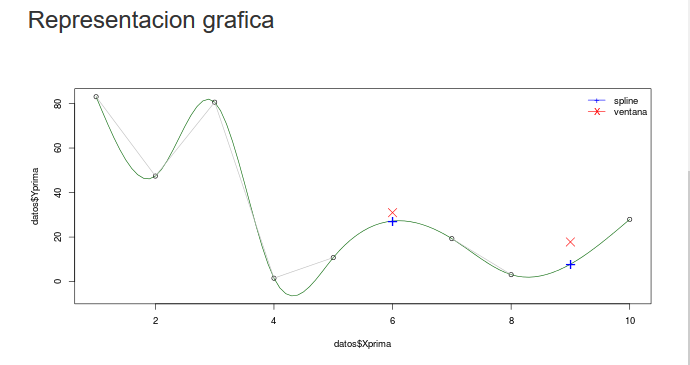 Representacion grafica
spline
ventana
datos$Yprima
80
60
40
20
0
2 4 6 8 10
datos$Xprima